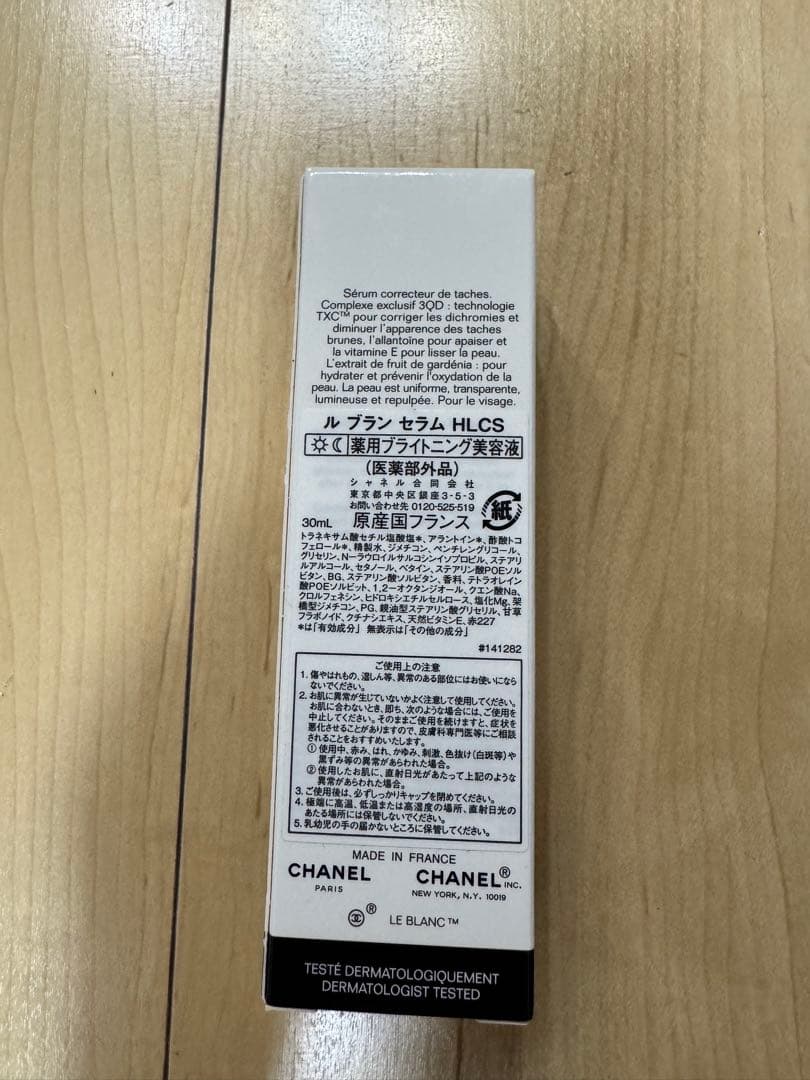 Sérum correcteur de taches.
Complexe exclusif 3QD : technologie
TXC™ pour corriger les dichromies et
diminuer l'apparence des taches
brunes, l'allantoïne pour apaiser et
la vitamine E pour lisser la peau.
L'extrait de fruit de gardénia : pour
hydrater et prévenir l'oxydation de la
peau. La peau est uniforme, transparente,
lumineuse et repulpée. Pour le visage.
ル ブラン セラム HLCS
薬用ブライトニング美容液
(医薬部外品)
シャネル合同会社
東京都中央区銀座3-5-3
お問い合わせ先 0120-525-519
紙
30mL 原産国フランス
トラネキサム酸セチル塩酸塩*、アラントイン*、酢酸トコ
フェロール*、精製水、ジメチコン、ペンチレングリコール、
グリセリン、N-ラウロイルサルコシンイソプロピル、ステアリ
ルアルコール、セタノール、ベタイン、ステアリン酸POEソル
ビタン、BG、ステアリン酸ソルビタン、香料、テトラオレイン
酸POEソルビット、1,2-オクタンジオール、クエン酸Na、
クロルフェネシン、ヒドロキシエチルセルロース、塩化Mg、架
橋型ジメチコン、PG、親油型ステアリン酸グリセリル、甘草
フラボノイド、クチナシエキス、天然ビタミンE、赤227
*は「有効成分」 無表示は「その他の成分」
#141282
ご使用上の注意
1. 傷やはれもの、湿しん等、異常のある部位にはお使いになら
ないでください。
2. お肌に異常が生じていないかよく注意して使用してください。
お肌に合わないとき、即ち、次のような場合には、ご使用を
中止してください。そのままご使用を続けますと、症状を
悪化させることがありますので、皮膚科専門医等にご相談
されることをおすすめいたします。
① 使用中、赤み、はれ、かゆみ、刺激、色抜け(白斑等)や
黒ずみ等の異常があらわれた場合。
② 使用したお肌に、直射日光があたって上記のような
異常があらわれた場合。
3. ご使用後は、必ずしっかりキャップを閉めてください。
4. 極端に高温、低温または高湿度の場所、直射日光の
あたる場所には保管しないでください。
5. 乳幼児の手の届かないところに保管してください。
MADE IN FRANCE
CHANEL CHANEL® INC.
PARIS NEW YORK, N.Y. 10019
® LE BLANC™
TESTÉ DERMATOLOGIQUEMENT
DERMATOLOGIST TESTED